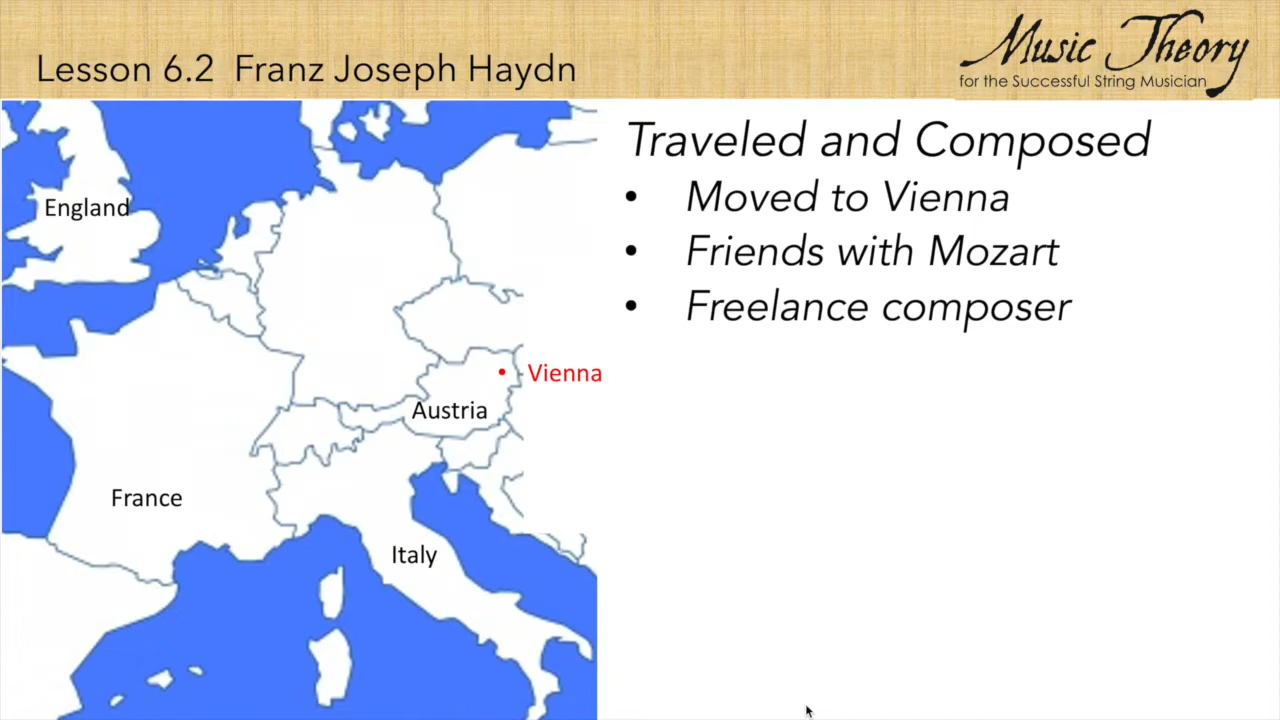 Lesson 6.2 Franz Joseph Haydn
Music Theory
for the Successful String Musician
Traveled and Composed
• Moved to Vienna
• Friends with Mozart
• Freelance composer
England
Vienna
Austria
France
Italy